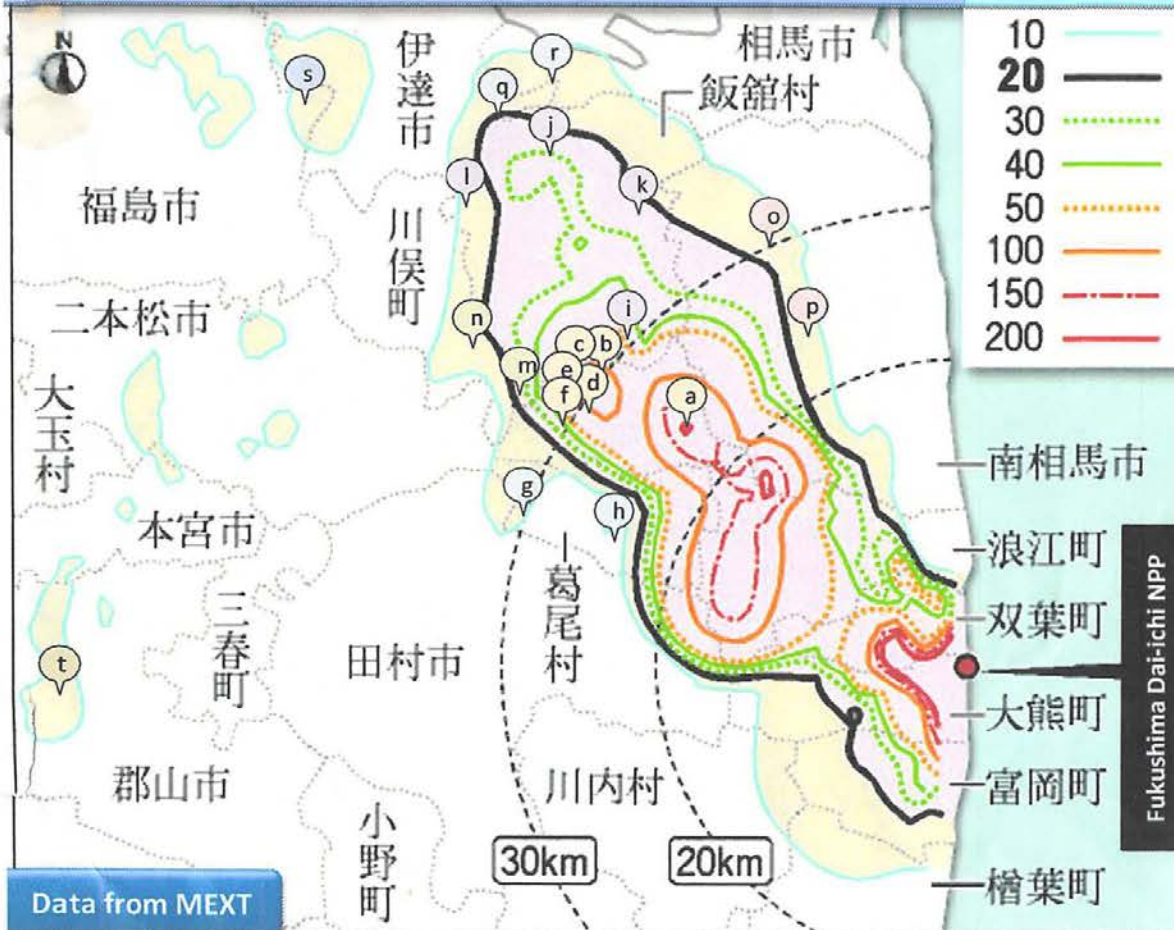 N
10
20
30
40
50
100
150
200
伊達市
相馬市
飯舘村
福島市
川俣町
二本松市
大玉村
本宮市
三春町
田村市
葛尾村
郡山市
小野町
川内村
南相馬市
浪江町
双葉町
大熊町
富岡町
楢葉町
30km
20km
Fukushima Dai-ichi NPP
Data from MEXT
a
b
c
d
e
f
g
h
i
j
k
l
m
n
o
p
q
r
s
t